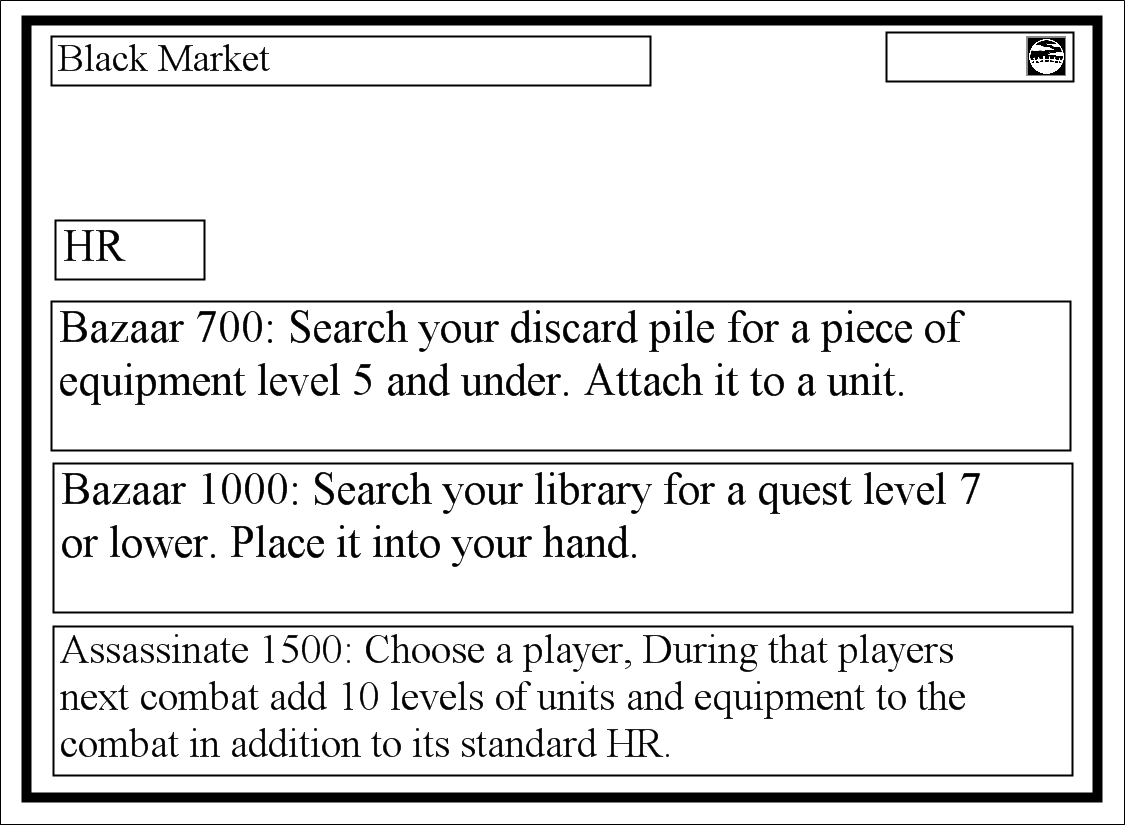 Black Market
HR
Bazaar 700: Search your discard pile for a piece of
equipment level 5 and under. Attach it to a unit.
Bazaar 1000: Search your library for a quest level 7
or lower. Place it into your hand.
Assassinate 1500: Choose a player, During that players
next combat add 10 levels of units and equipment to the
combat in addition to its standard HR.